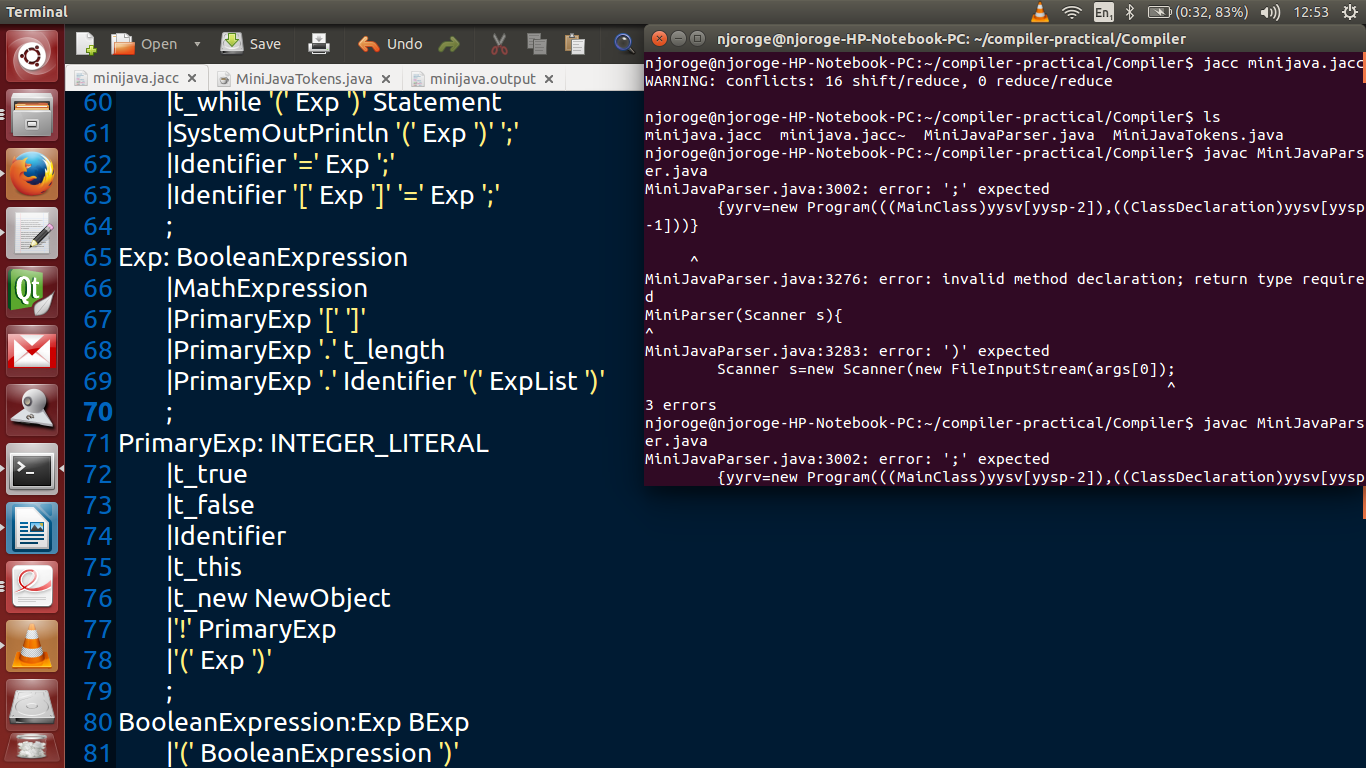 Terminal
En1
(0:32, 83%)
12:53
Open
Save
Undo
minijava.jacc
MiniJavaTokens.java
minijava.output
60 |t_while '(' Exp ')' Statement
61 |SystemOutPrintln '(' Exp ')' ';'
62 |Identifier '=' Exp ';'
63 |Identifier '[' Exp ']' '=' Exp ';'
64 ;
65 Exp: BooleanExpression
66 |MathExpression
67 |PrimaryExp '[' ']'
68 |PrimaryExp '.' t_length
69 |PrimaryExp '.' Identifier '(' ExpList ')'
70 ;
71 PrimaryExp: INTEGER_LITERAL
72 |t_true
73 |t_false
74 |Identifier
75 |t_this
76 |t_new NewObject
77 |'!' PrimaryExp
78 |'(' Exp ')'
79 ;
80 BooleanExpression:Exp BExp
81 |'(' BooleanExpression ')'
njoroge@njoroge-HP-Notebook-PC: ~/compiler-practical/Compiler
njoroge@njoroge-HP-Notebook-PC:~/compiler-practical/Compiler$ jacc minijava.jacc
WARNING: conflicts: 16 shift/reduce, 0 reduce/reduce
njoroge@njoroge-HP-Notebook-PC:~/compiler-practical/Compiler$ ls
minijava.jacc minijava.jacc~ MiniJavaParser.java MiniJavaTokens.java
njoroge@njoroge-HP-Notebook-PC:~/compiler-practical/Compiler$ javac MiniJavaPars
er.java
MiniJavaParser.java:3002: error: ';' expected
{yyrv=new Program(((MainClass)yysv[yysp-2]),((ClassDeclaration)yysv[yysp
-1]))}
^
MiniJavaParser.java:3276: error: invalid method declaration; return type require
d
MiniParser(Scanner s){
^
MiniJavaParser.java:3283: error: ')' expected
Scanner s=new Scanner(new FileInputStream(args[0]);
^
3 errors
njoroge@njoroge-HP-Notebook-PC:~/compiler-practical/Compiler$ javac MiniJavaPars
er.java
MiniJavaParser.java:3002: error: ';' expected
{yyrv=new Program(((MainClass)yysv[yysp-2]),((ClassDeclaration)yysv[yysp
Qt